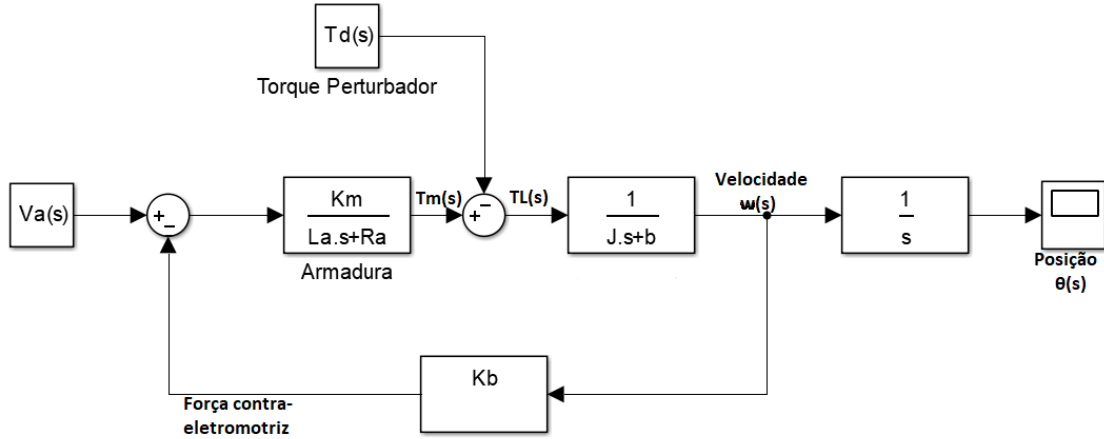 Td(s)
Torque Perturbador
Va(s)
+
−
Km
La.s+Ra
Armadura
Tm(s)
+
−
TL(s)
1
J.s+b
Velocidade
w(s)
1
s
Posição
θ(s)
Kb
Força contra-
eletromotriz